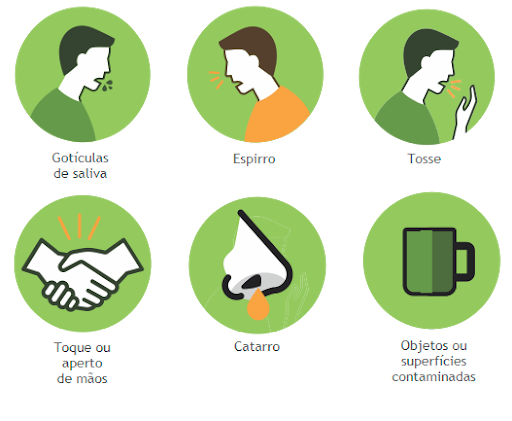 Gotículas
de saliva
Espirro
Tosse
Toque ou
aperto
de mãos
Catarro
Objetos ou
superfícies
contaminadas